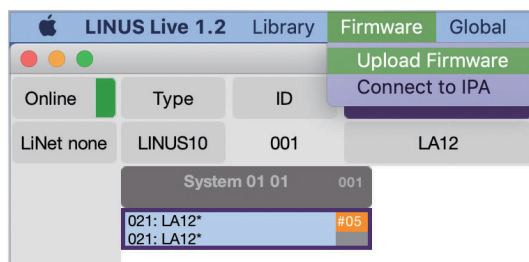 LINUS Live 1.2 Library Firmware Global
Upload Firmware
Connect to IPA
Online Type ID
LiNet none LINUS10 001 LA12
System 01 01 001
021: LA12* #05
021: LA12*